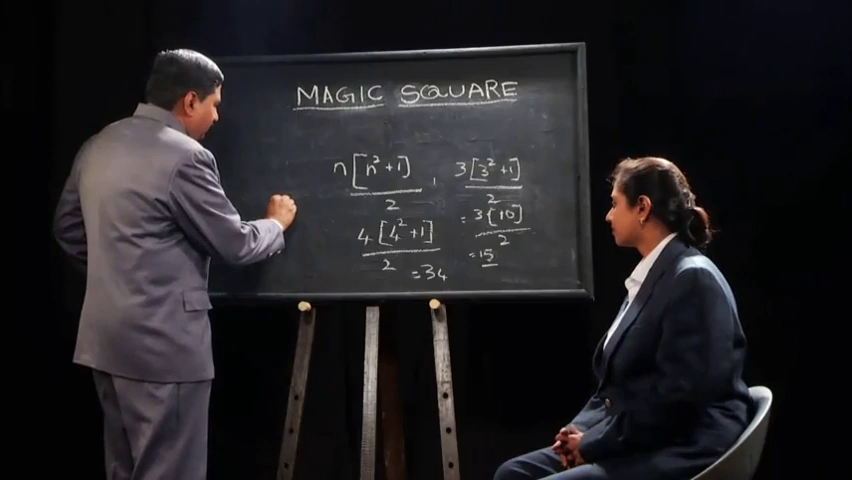 MAGIC SQUARE
n[n²+1] / 2 , 3[3²+1] / 2
= 3[10] / 2
4[4²+1] / 2 = 34
= 15